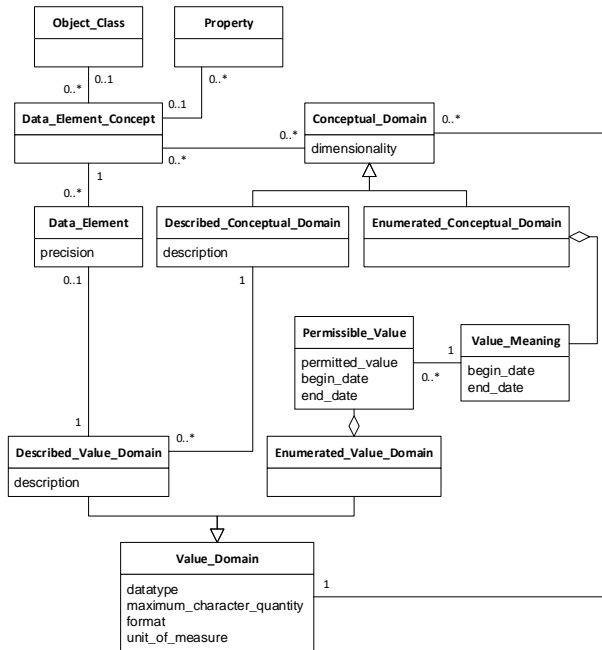 Object_Class
Property
0..1
0..*
0..*
0..1
Data_Element_Concept
Conceptual_Domain
dimensionality
0..*
0..*
0..*
1
0..*
Data_Element
precision
Described_Conceptual_Domain
description
Enumerated_Conceptual_Domain
0..1
1
Permissible_Value
permitted_value
begin_date
end_date
1
0..*
Value_Meaning
begin_date
end_date
1
0..*
Described_Value_Domain
description
Enumerated_Value_Domain
Value_Domain
datatype
maximum_character_quantity
format
unit_of_measure
1